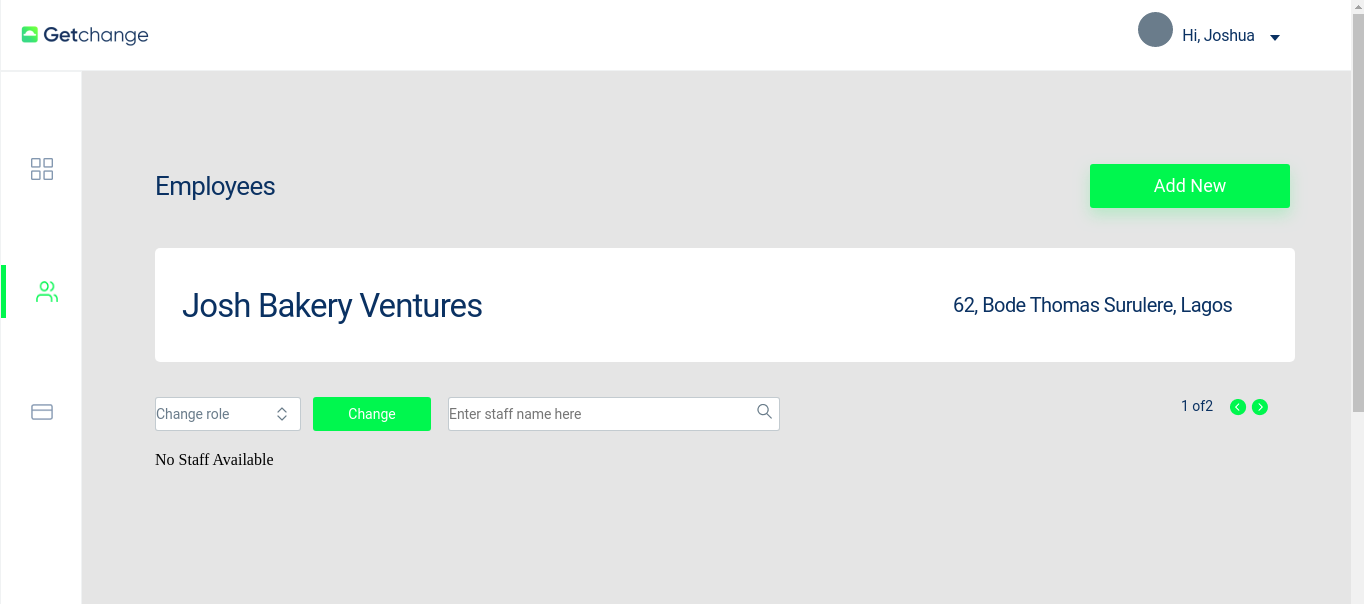 Getchange
Hi, Joshua
Employees
Add New
Josh Bakery Ventures
62, Bode Thomas Surulere, Lagos
Change role
Change
Enter staff name here
1 of2
No Staff Available